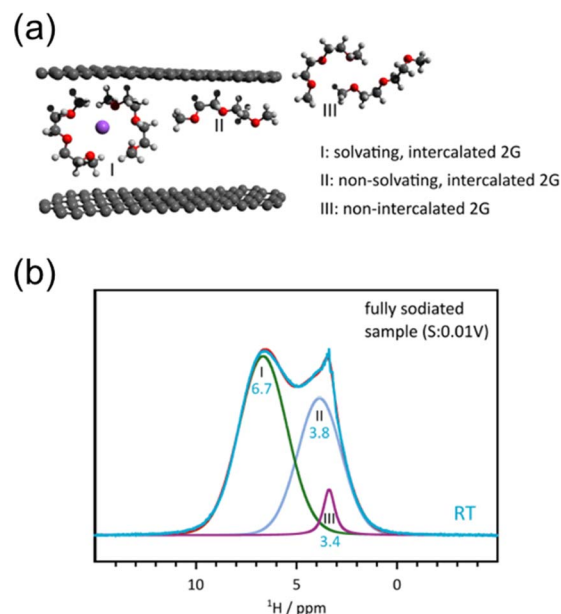 (a)
I
II
III
I: solvating, intercalated 2G
II: non-solvating, intercalated 2G
III: non-intercalated 2G
(b)
fully sodiated
sample (S:0.01V)
I
6.7
II
3.8
III
3.4
RT
10 5 0
¹H / ppm